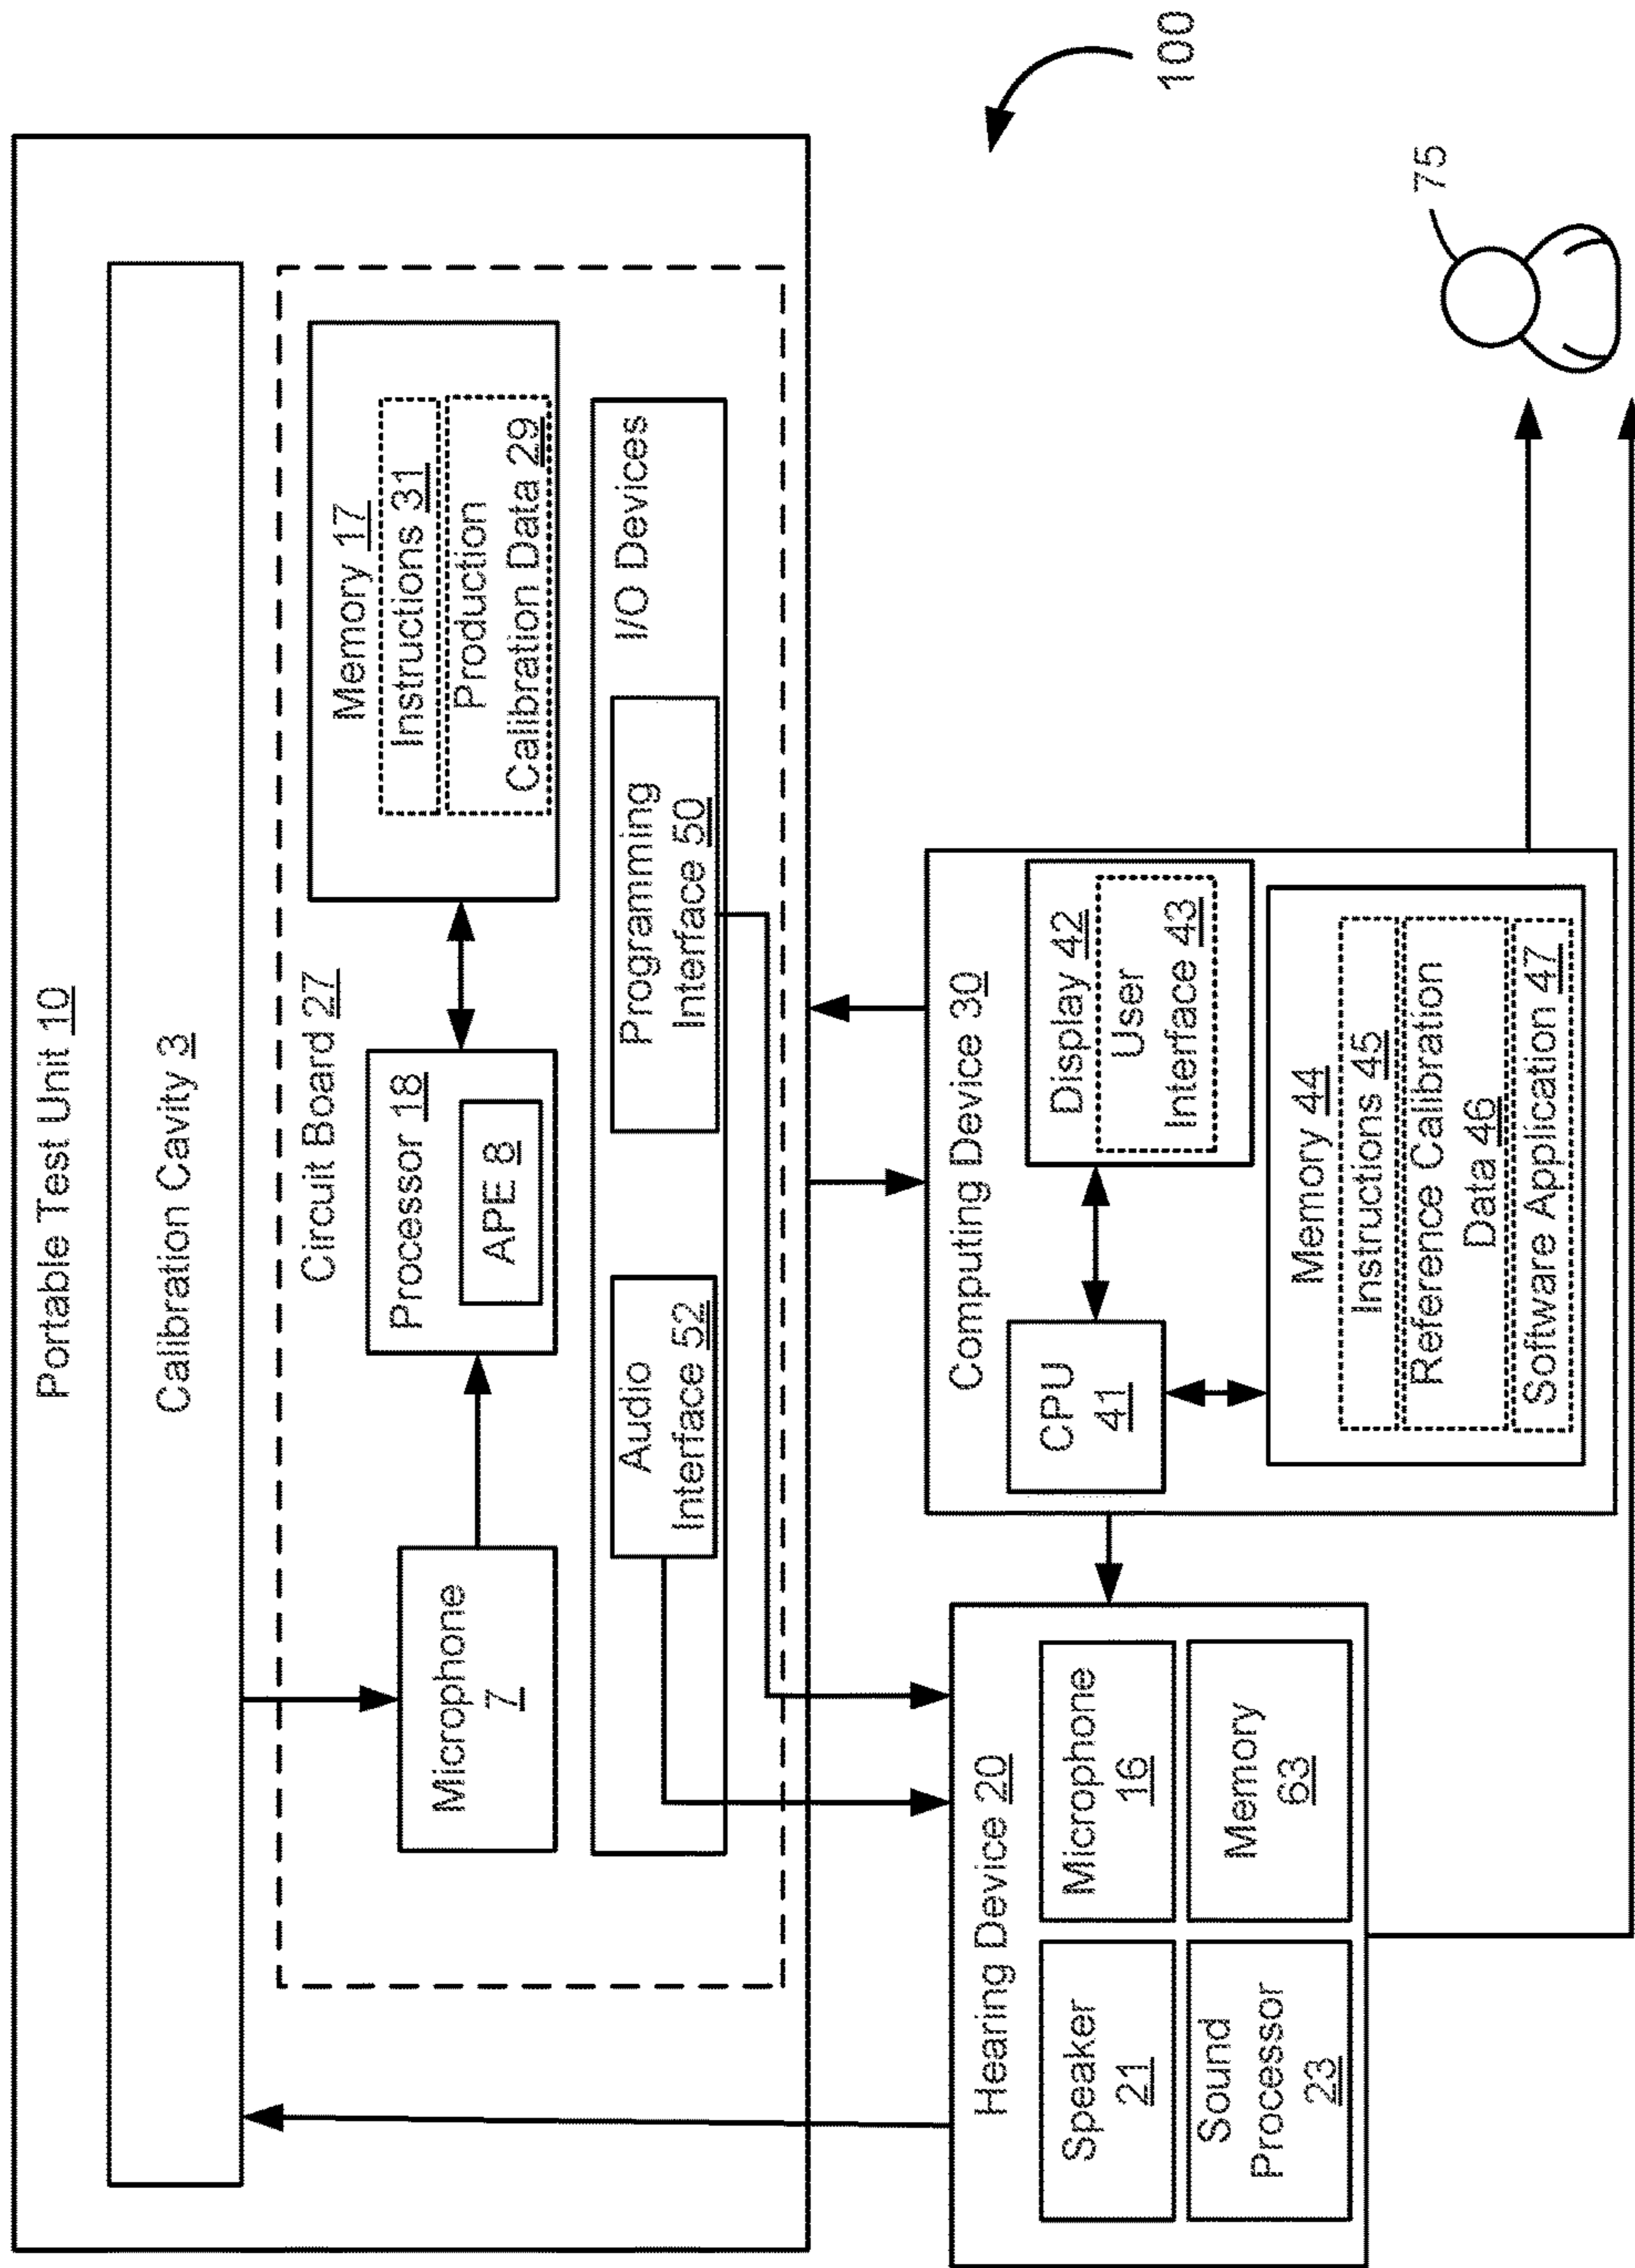 Portable Test Unit 10
Calibration Cavity 3
Circuit Board 27
Microphone
7
Processor 18
APE 8
Memory 17
Instructions 31
Production
Calibration Data 29
Audio
Interface 52
Programming
Interface 50
I/O Devices
Hearing Device 20
Speaker
21
Microphone
16
Sound
Processor
23
Memory
63
Computing Device 30
CPU
41
Display 42
User
Interface 43
Memory 44
Instructions 45
Reference Calibration
Data 46
Software Application 47
100
75